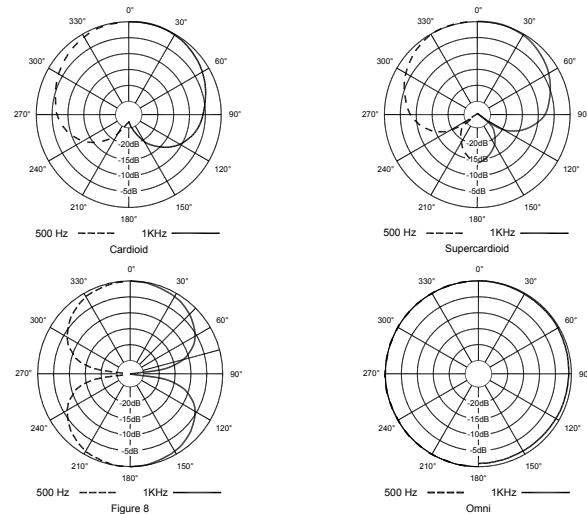 0°
330° 30°
300° 60°
270° 90°
240° 120°
210° 150°
180°
-20dB
-15dB
-10dB
-5dB
500 Hz 1KHz
Cardioid
0°
330° 30°
300° 60°
270° 90°
240° 120°
210° 150°
180°
-20dB
-15dB
-10dB
-5dB
500 Hz 1KHz
Supercardioid
0°
330° 30°
300° 60°
270° 90°
240° 120°
210° 150°
180°
-20dB
-15dB
-10dB
-5dB
500 Hz 1KHz
Figure 8
0°
330° 30°
300° 60°
270° 90°
240° 120°
210° 150°
180°
-20dB
-15dB
-10dB
-5dB
500 Hz 1KHz
Omni